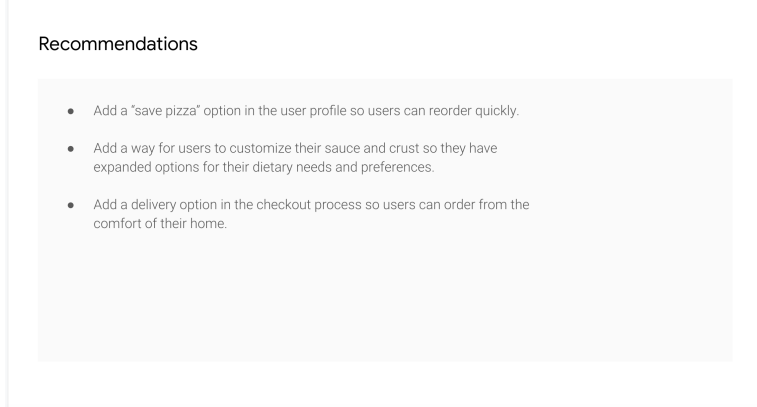 Recommendations
● Add a “save pizza” option in the user profile so users can reorder quickly.
● Add a way for users to customize their sauce and crust so they have
expanded options for their dietary needs and preferences.
● Add a delivery option in the checkout process so users can order from the
comfort of their home.